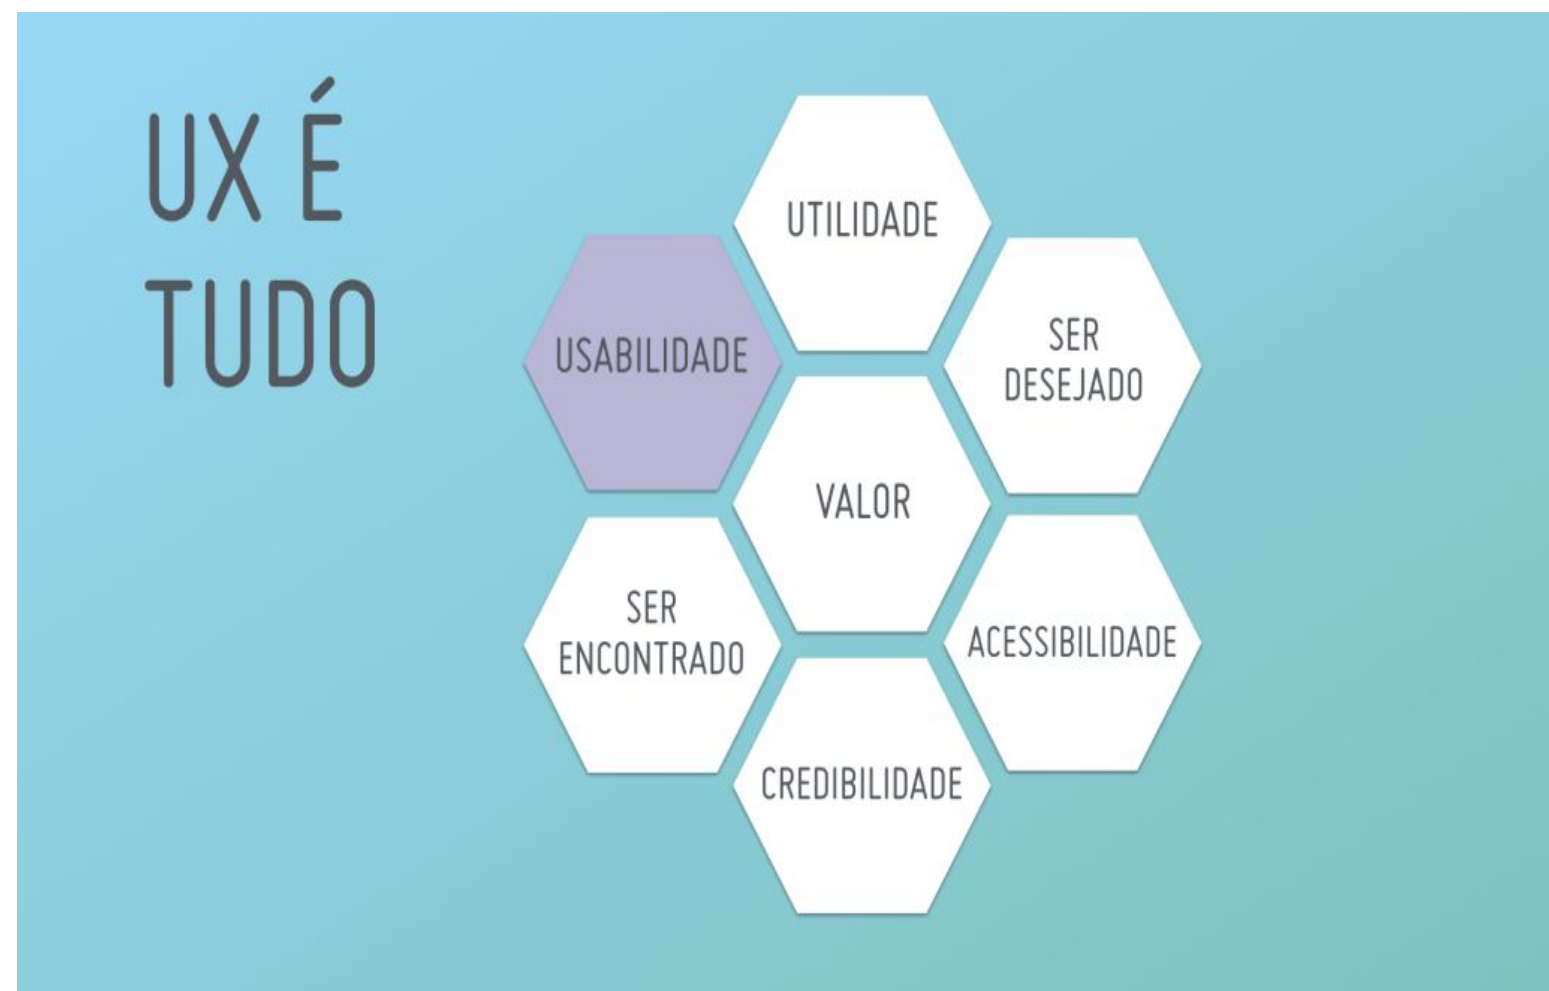 UX É
TUDO
UTILIDADE
USABILIDADE
SER
DESEJADO
VALOR
SER
ENCONTRADO
ACESSIBILIDADE
CREDIBILIDADE